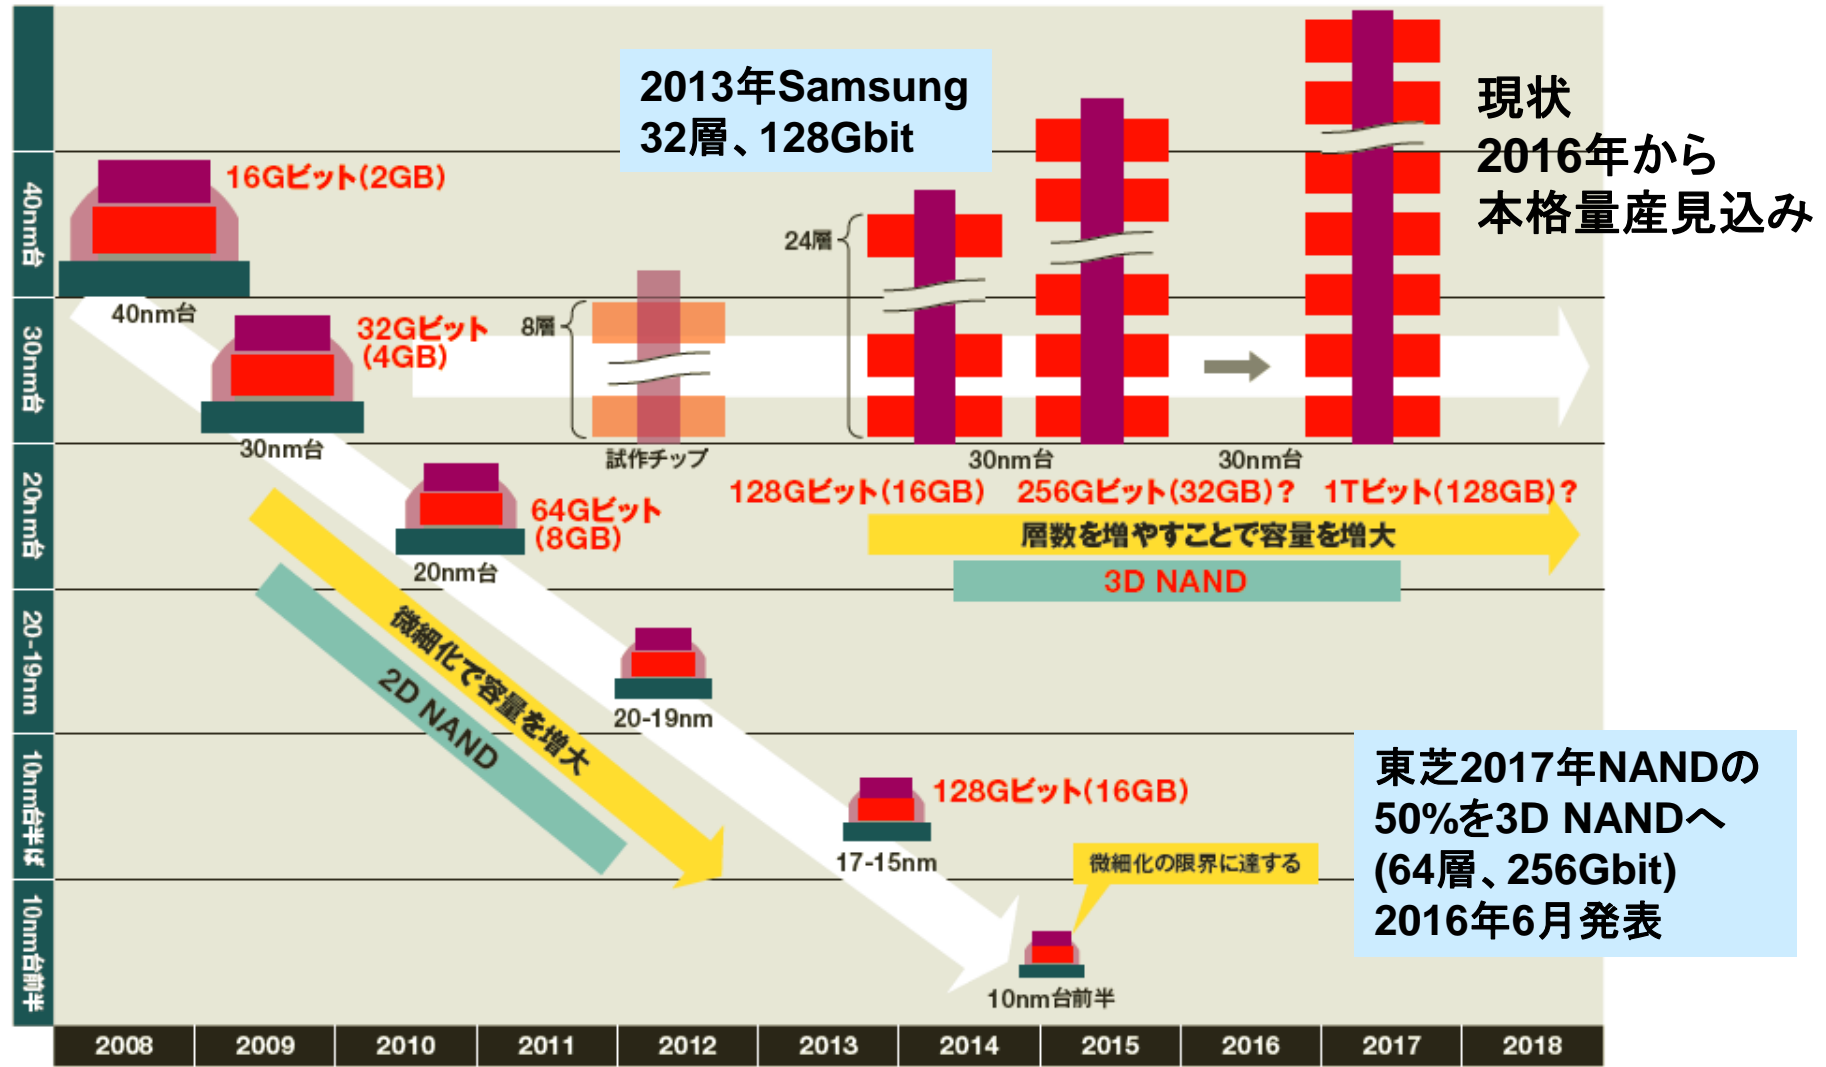 2013年Samsung
32層、128Gbit
現状
2016年から
本格量産見込み
40nm台
30nm台
20nm台
20-19nm
10nm台半ば
10nm台前半
16Gビット(2GB)
40nm台
32Gビット
(4GB)
30nm台
64Gビット
(8GB)
20nm台
8層
試作チップ
24層
30nm台
30nm台
128Gビット(16GB)
256Gビット(32GB)?
1Tビット(128GB)?
層数を増やすことで容量を増大
3D NAND
微細化で容量を増大
2D NAND
20-19nm
128Gビット(16GB)
17-15nm
微細化の限界に達する
10nm台前半
東芝2017年NANDの
50%を3D NANDへ
(64層、256Gbit)
2016年6月発表
2008
2009
2010
2011
2012
2013
2014
2015
2016
2017
2018